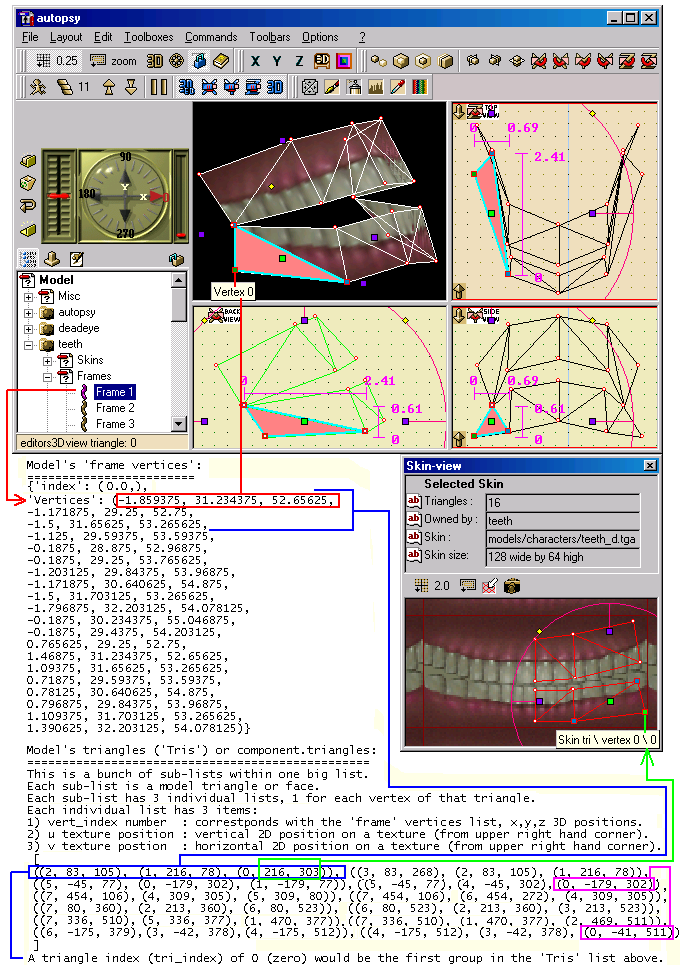 autopsy
File Layout Edit Toolboxes Commands Toolbars Options ?
0.25 zoom 3D X Y Z
11 3D
90
180 Y X 0
270
TOP VIEW
0 0.69
2.41
0
Vertex 0
Model
Misc
autopsy
deadeye
teeth
Skins
Frames
Frame 1
Frame 2
Frame 3
editors3Dview triangle: 0
BACK VIEW
0 2.41
0.61
0
SIDE VIEW
0 0.69
0.61
0
Model's 'frame vertices':
=======================
{'index': (0.0,),
'Vertices': (-1.859375, 31.234375, 52.65625,
-1.171875, 29.25, 52.75,
-1.5, 31.65625, 53.265625,
-1.125, 29.59375, 53.59375,
-0.1875, 28.875, 52.96875,
-0.1875, 29.25, 53.765625,
-1.203125, 29.84375, 53.96875,
-1.171875, 30.640625, 54.875,
-1.5, 31.703125, 53.265625,
-1.796875, 32.203125, 54.078125,
-0.1875, 30.234375, 55.046875,
-0.1875, 29.4375, 54.203125,
0.765625, 29.25, 52.75,
1.46875, 31.234375, 52.65625,
1.09375, 31.65625, 53.265625,
0.71875, 29.59375, 53.59375,
0.78125, 30.640625, 54.875,
0.796875, 29.84375, 53.96875,
1.109375, 31.703125, 53.265625,
1.390625, 32.203125, 54.078125)}
Skin-view
Selected Skin
Triangles : 16
Owned by : teeth
Skin : models/characters/teeth_d.tga
Skin size: 128 wide by 64 high
2.0
Skin tri \ vertex 0 \ 0
Model's triangles ('Tris') or component.triangles:
==============================================
This is a bunch of sub-lists within one big list.
Each sub-list is a model triangle or face.
Each sub-list has 3 individual lists, 1 for each vertex of that triangle.
Each individual list has 3 items:
1) vert_index number : correstponds with the 'frame' vertices list, x,y,z 3D positions.
2) u texture position : vertical 2D position on a texture (from upper right hand corner).
3) v texture postion : horizontal 2D position on a texture (from upper right hand corner).
[
((2, 83, 105), (1, 216, 78), (0, 216, 303)), ((3, 83, 268), (2, 83, 105), (1, 216, 78)),
((5, -45, 77), (0, -179, 302), (1, -179, 77)), ((5, -45, 77), (4, -45, 302), (0, -179, 302)),
((7, 454, 106), (4, 309, 305), (5, 309, 80)), ((7, 454, 106), (6, 454, 272), (4, 309, 305)),
((7, 80, 360), (2, 213, 360), (6, 80, 523)), ((6, 80, 523), (2, 213, 360), (3, 213, 523)),
((7, 336, 510), (5, 336, 377), (1, 470, 377)), ((7, 336, 510), (1, 470, 377), (2, 469, 511)),
((6, -175, 379), (3, -42, 378), (4, -175, 512)), ((4, -175, 512), (3, -42, 378), (0, -41, 511))
]
A triangle index (tri_index) of 0 (zero) would be the first group in the 'Tris' list above.